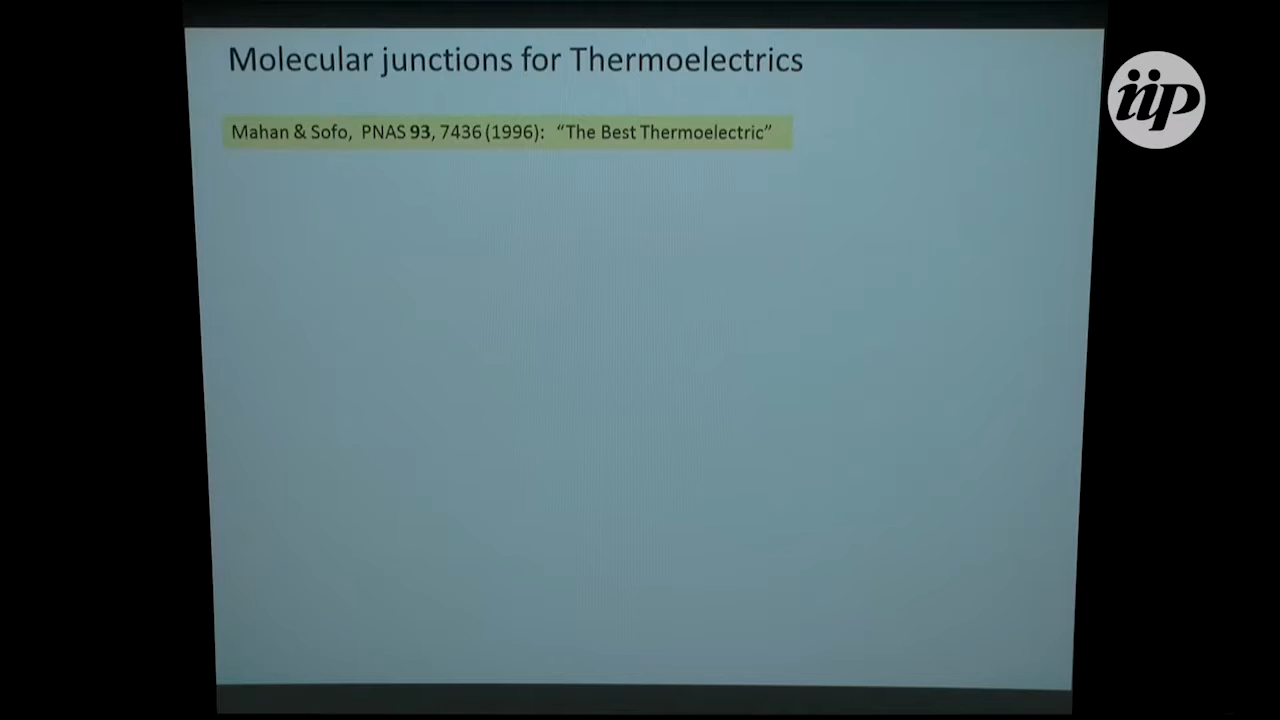 Molecular junctions for Thermoelectrics
Mahan & Sofo, PNAS 93, 7436 (1996): “The Best Thermoelectric”
iip